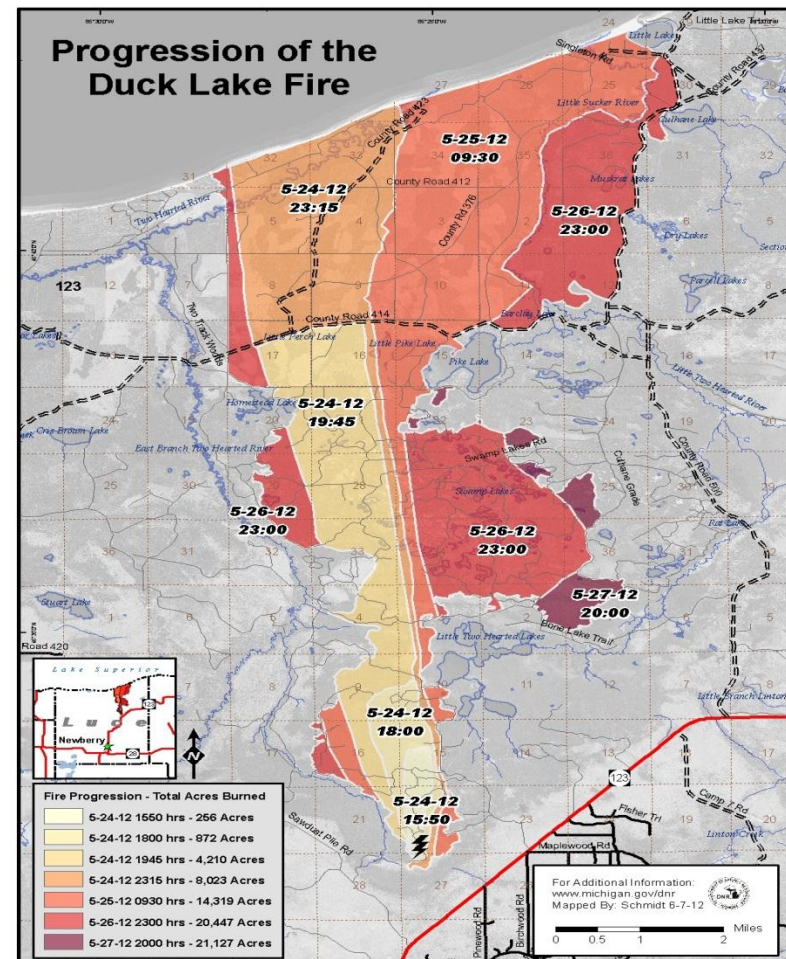 Progression of the
Duck Lake Fire
Little Lake
Singleton Rd.
County Road 437
Little Sucker River
Culhane Lake
County Road 423
5-25-12
09:30
5-24-12
23:15
County Road 412
County Rd 376
Muskrat Lakes
5-26-12
23:00
Two Hearted River
Dry Lakes
Parcell Lakes
123
Two Track Woods
County Road 414
Barclay Lake
Little Perch Lake
Little Pike Lake
Pike Lake
Little Two Hearted River
5-24-12
19:45
Homestead Lake
Brown Lake
East Branch Two Hearted River
Swamp Lakes Rd
Culhane Grade
County Road 500
Swamp Lakes
Rat Lake
5-26-12
23:00
5-26-12
23:00
5-27-12
20:00
Stuart Lake
Bone Lake Trail
Little Two Hearted Lakes
Road 420
Little Branch Linton
Lake Superior
Luce
Newberry
123
28
N
5-24-12
18:00
123
5-24-12
15:50
Sawdust Pile Rd
Fisher Trl
Camp 7 Rd
Linton Creek
Maplewood Rd
Pinewood Rd
Birchwood Rd
Fire Progression - Total Acres Burned
5-24-12 1550 hrs - 256 Acres
5-24-12 1800 hrs - 872 Acres
5-24-12 1945 hrs - 4,210 Acres
5-24-12 2315 hrs - 8,023 Acres
5-25-12 0930 hrs - 14,319 Acres
5-26-12 2300 hrs - 20,447 Acres
5-27-12 2000 hrs - 21,127 Acres
For Additional Information:
www.michigan.gov/dnr
Mapped By: Schmidt 6-7-12
DNR
0 0.5 1 2 Miles